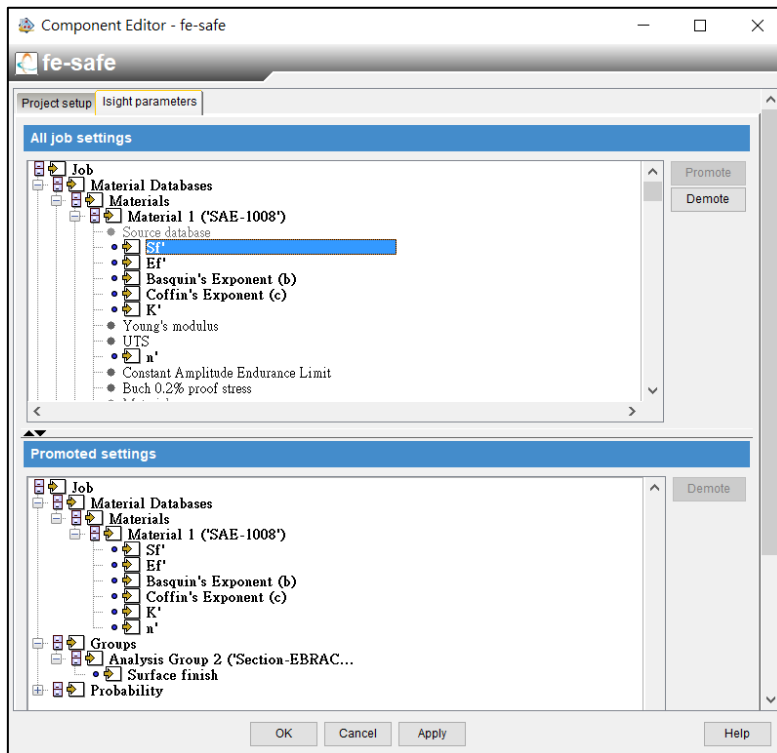 Component Editor - fe-safe
fe-safe
Project setup
Isight parameters
All job settings
Job
Material Databases
Materials
Material 1 ('SAE-1008')
Source database
Sf'
Ef'
Basquin's Exponent (b)
Coffin's Exponent (c)
K'
Young's modulus
UTS
n'
Constant Amplitude Endurance Limit
Buch 0.2% proof stress
Promote
Demote
Promoted settings
Job
Material Databases
Materials
Material 1 ('SAE-1008')
Sf'
Ef'
Basquin's Exponent (b)
Coffin's Exponent (c)
K'
n'
Groups
Analysis Group 2 ('Section-EBRAC...
Surface finish
Probability
Demote
OK
Cancel
Apply
Help